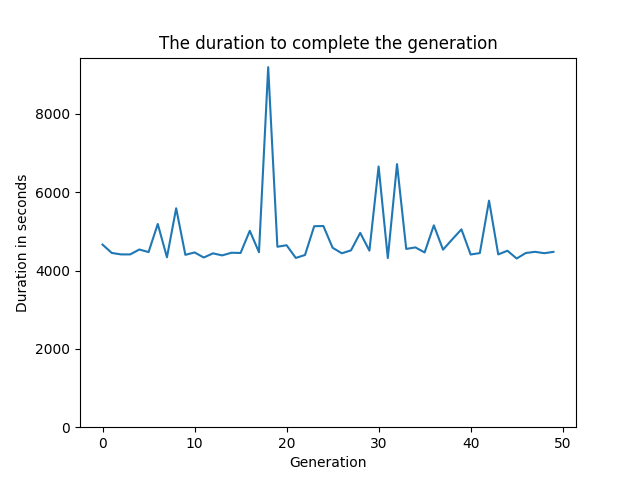 The duration to complete the generation
8000
6000
4000
2000
0
Duration in seconds
0 10 20 30 40 50
Generation